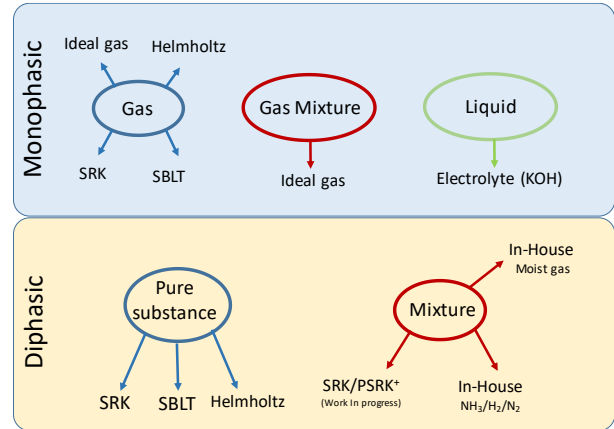 Monophasic
Ideal gas
Helmholtz
Gas
SRK
SBLT
Gas Mixture
Ideal gas
Liquid
Electrolyte (KOH)
Diphasic
Pure
substance
SRK
SBLT
Helmholtz
In-House
Moist gas
Mixture
SRK/PSRK⁺
(Work In progress)
In-House
NH₃/H₂/N₂